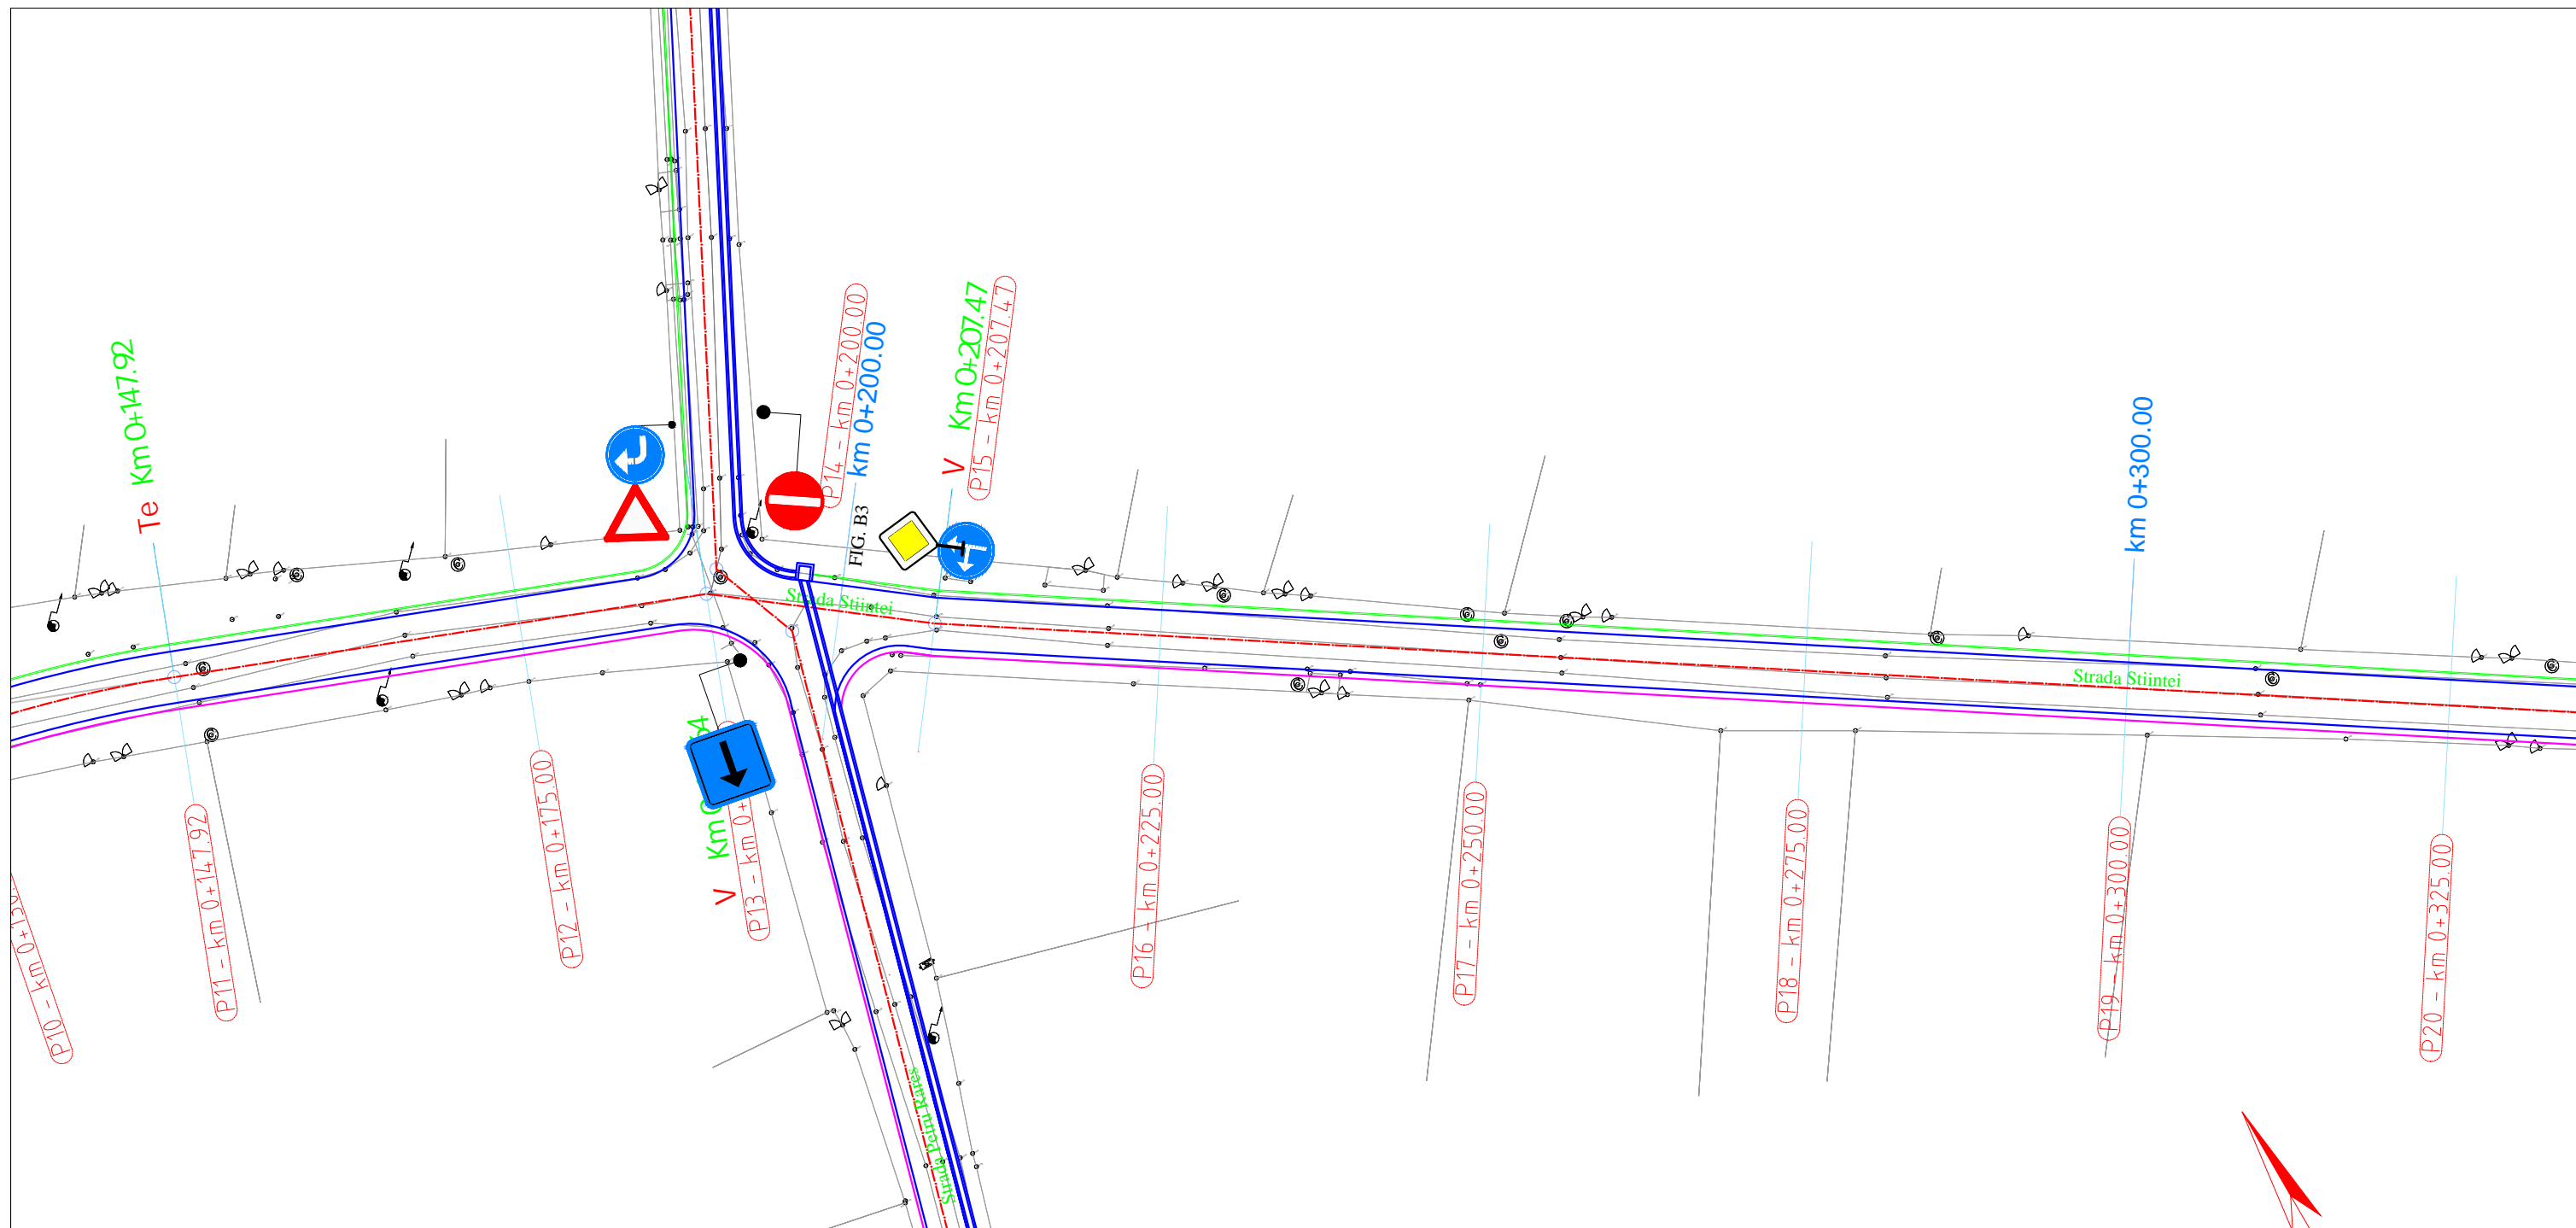 Te Km 0+147.92
P14 - km 0+200.00
km 0+200.00
FIG. B3
V Km 0+207.47
P15 - km 0+207.47
km 0+300.00
Strada Stiintei
Strada Stiintei
P11 - km 0+147.92
P12 - km 0+175.00
V Km
P13 - km 0+
P16 - km 0+225.00
P17 - km 0+250.00
P18 - km 0+275.00
P19 - km 0+300.00
P20 - km 0+325.00
P10 - km
Strada Petru Rares